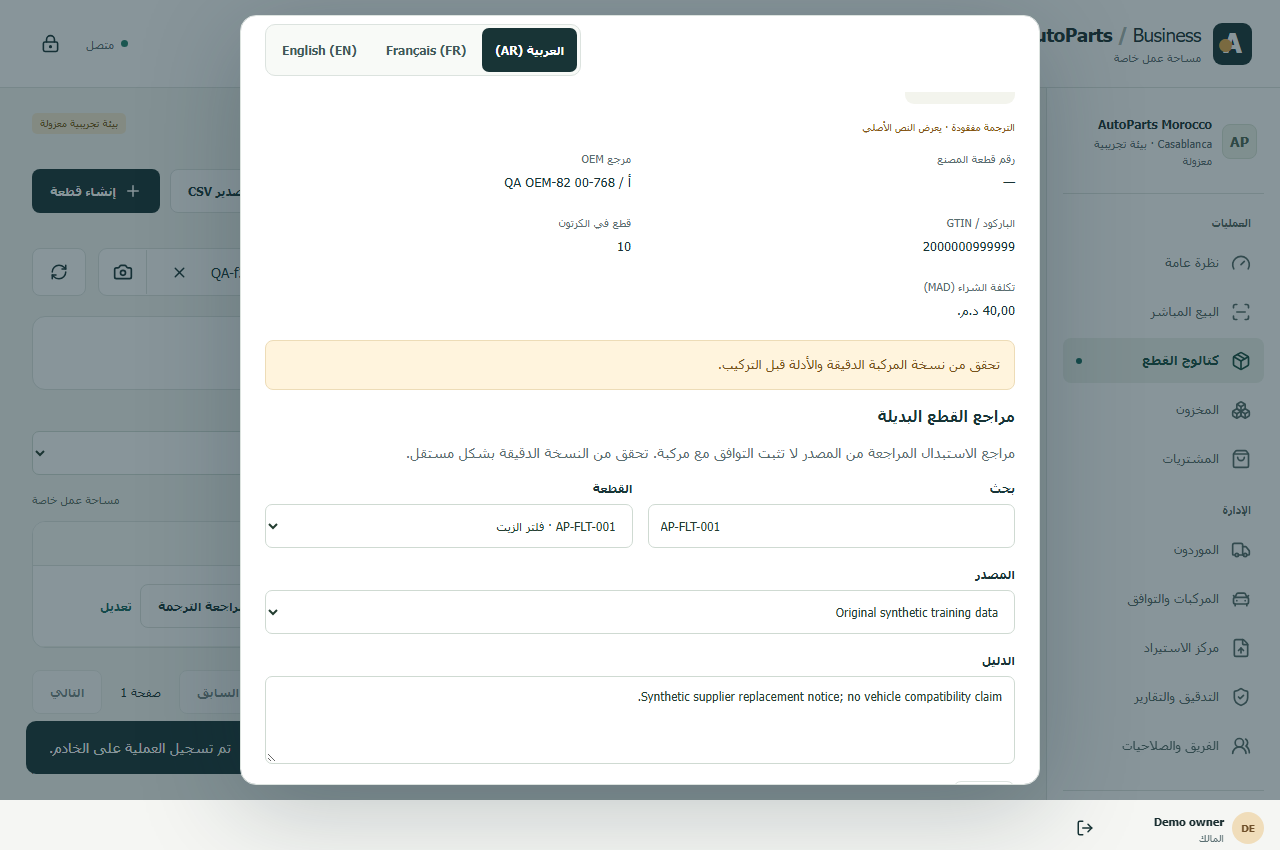 utoParts / Business
مساحة عمل خاصة
متصل
AutoParts Morocco
Casablanca · بيئة تجريبية معزولة
AP
العمليات
نظرة عامة
البيع المباشر
كتالوج القطع
المخزون
المشتريات
الإدارة
الموردون
المركبات والتوافق
مركز الاستيراد
التدقيق والتقارير
الفريق والصلاحيات
Demo owner
المالك
DE
بيئة تجريبية معزولة
إنشاء قطعة
CSV
QA-f
مساحة عمل خاصة
تعديل
الترجمة
السابق
صفحة 1
التالي
تم تسجيل العملية على الخادم.
العربية (AR)
Français (FR)
English (EN)
الترجمة مفقودة · يعرض النص الأصلي
رقم قطعة المصنع
—
مرجع OEM
QA OEM-82 00-768 / أ
الباركود / GTIN
2000000999999
قطع في الكرتون
10
تكلفة الشراء (MAD)
40,00 د.م.
تحقق من نسخة المركبة الدقيقة والأدلة قبل التركيب.
مراجع القطع البديلة
مراجع الاستبدال المراجعة من المصدر لا تثبت التوافق مع مركبة. تحقق من النسخة الدقيقة بشكل مستقل.
بحث
AP-FLT-001
القطعة
AP-FLT-001 · فلتر الزيت
المصدر
Original synthetic training data
الدليل
Synthetic supplier replacement notice; no vehicle compatibility claim.